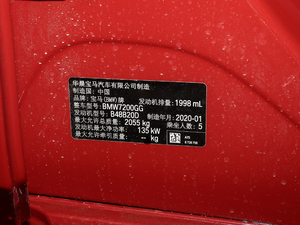 华晨宝马汽车有限公司制造
制造国: 中国
品牌: 宝马(BMW)牌 发动机排量: 1998 mL
整车型号: BMW7200GG
发动机型号: B48B20D 制造年月: 2020-01
最大允许总质量: 2055 kg 乘坐人数: 5
发动机最大净功率: 135 kW
最大允许牵引质量: kg